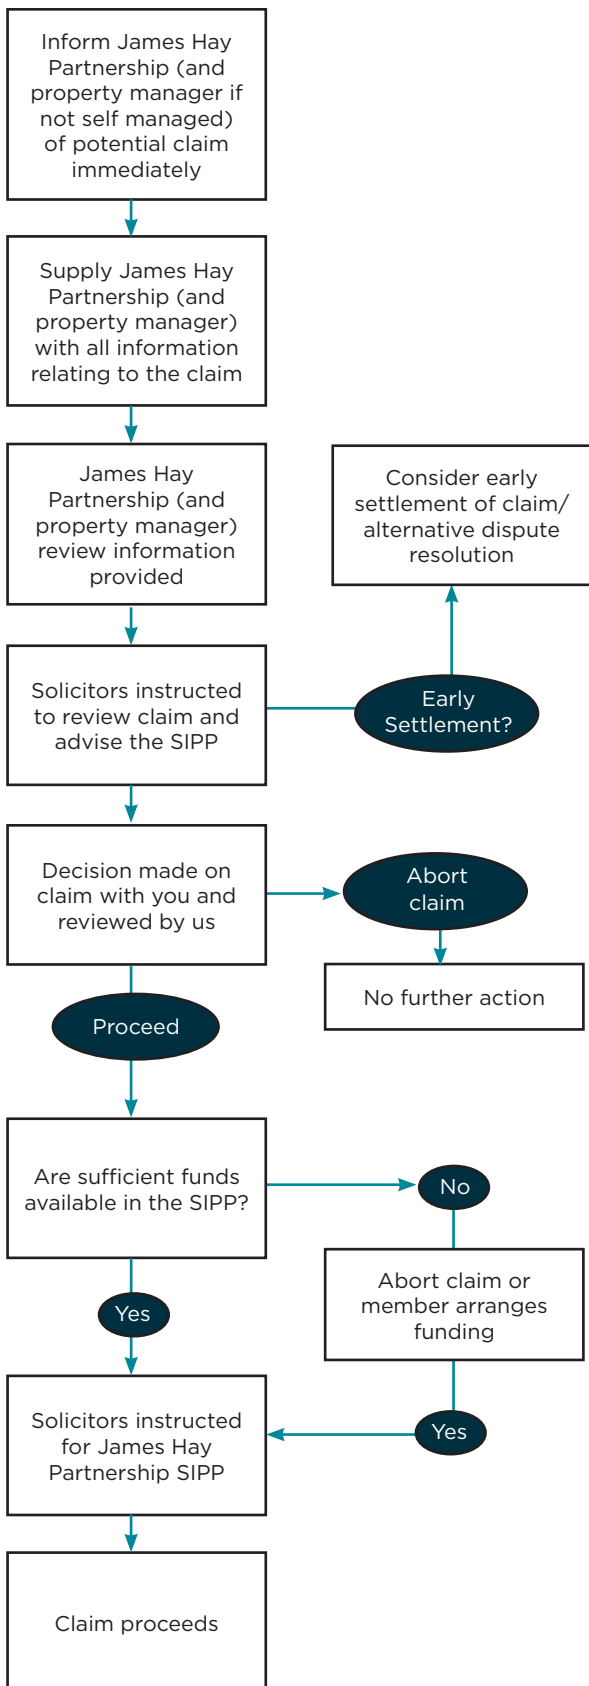 Inform James Hay
Partnership (and
property manager if
not self managed)
of potential claim
immediately
Supply James Hay
Partnership (and
property manager)
with all information
relating to the claim
James Hay
Partnership (and
property manager)
review information
provided
Consider early
settlement of claim/
alternative dispute
resolution
Solicitors instructed
to review claim and
advise the SIPP
Early
Settlement?
Decision made on
claim with you and
reviewed by us
Abort
claim
No further action
Proceed
Are sufficient funds
available in the SIPP?
No
Abort claim or
member arranges
funding
Yes
Solicitors instructed
for James Hay
Partnership SIPP
Yes
Claim proceeds